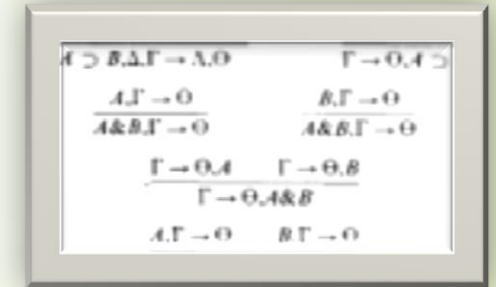 A ⊃ B,Δ,Γ → Λ,Θ Γ → Θ,A ⊃
A,Γ → Θ B,Γ → Θ
A&B,Γ → Θ A&B,Γ → Θ
Γ → Θ,A Γ → Θ,B
Γ → Θ,A&B
A,Γ → Θ B,Γ → Θ